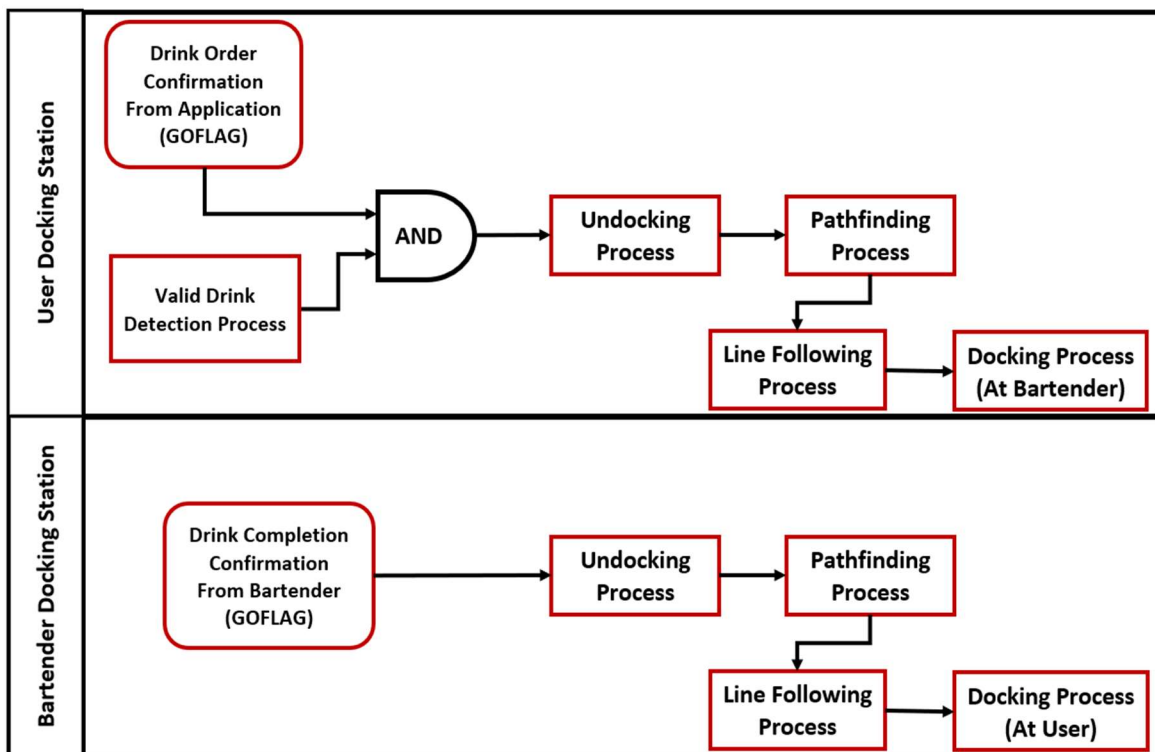 User Docking Station
Drink Order
Confirmation
From Application
(GOFLAG)
Valid Drink
Detection Process
AND
Undocking
Process
Pathfinding
Process
Line Following
Process
Docking Process
(At Bartender)
Bartender Docking Station
Drink Completion
Confirmation
From Bartender
(GOFLAG)
Undocking
Process
Pathfinding
Process
Line Following
Process
Docking Process
(At User)